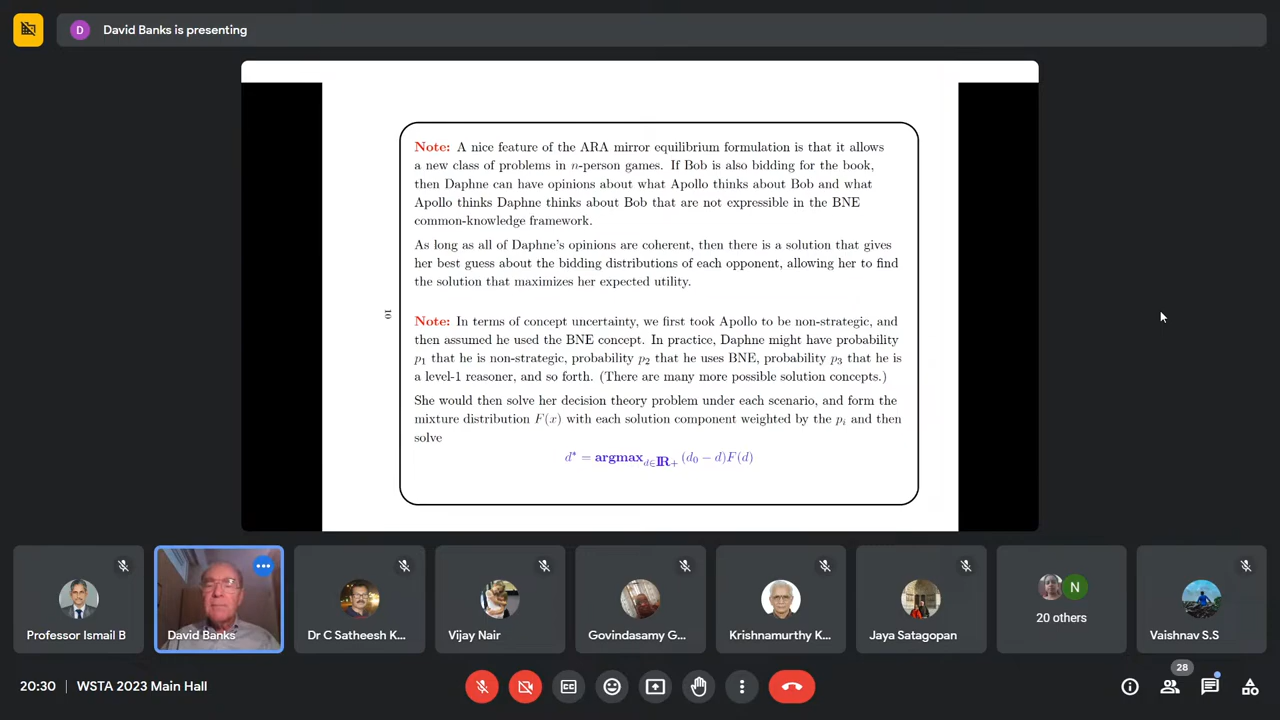 D
David Banks is presenting
Note: A nice feature of the ARA mirror equilibrium formulation is that it allows
a new class of problems in n-person games. If Bob is also bidding for the book,
then Daphne can have opinions about what Apollo thinks about Bob and what
Apollo thinks Daphne thinks about Bob that are not expressible in the BNE
common-knowledge framework.
As long as all of Daphne's opinions are coherent, then there is a solution that gives
her best guess about the bidding distributions of each opponent, allowing her to find
the solution that maximizes her expected utility.
10
Note: In terms of concept uncertainty, we first took Apollo to be non-strategic, and
then assumed he used the BNE concept. In practice, Daphne might have probability
p₁ that he is non-strategic, probability p₂ that he uses BNE, probability p₃ that he is
a level-1 reasoner, and so forth. (There are many more possible solution concepts.)
She would then solve her decision theory problem under each scenario, and form the
mixture distribution F(x) with each solution component weighted by the pᵢ and then
solve
d* = argmax d∈ℝ+ (d₀ − d)F(d)
Professor Ismail B
David Banks
Dr C Satheesh K...
Vijay Nair
Govindasamy G...
Krishnamurthy K...
Jaya Satagopan
N
20 others
Vaishnav S.S
20:30 | WSTA 2023 Main Hall
28